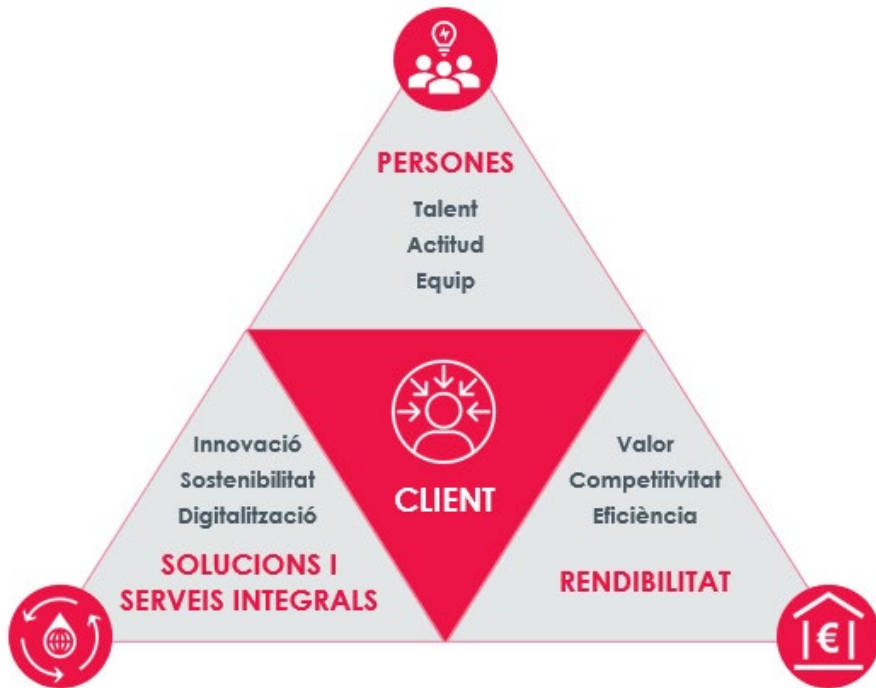 PERSONES
Talent
Actitud
Equip
CLIENT
Innovació
Sostenibilitat
Digitalització
SOLUCIONS I
SERVEIS INTEGRALS
Valor
Competitivitat
Eficiència
RENDIBILITAT
€